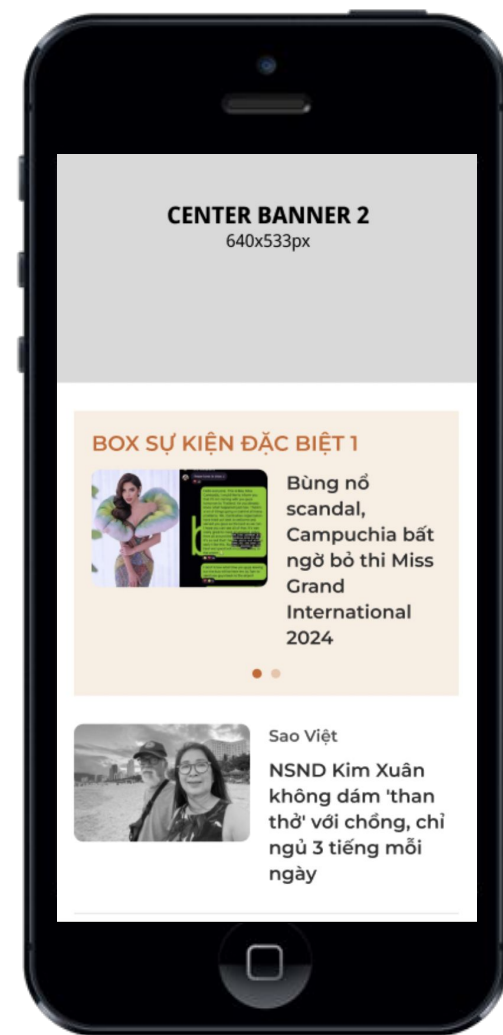 CENTER BANNER 2
640x533px
BOX SỰ KIỆN ĐẶC BIỆT 1
Bùng nổ
scandal,
Campuchia bất
ngờ bỏ thi Miss
Grand
International
2024
Sao Việt
NSND Kim Xuân
không dám 'than
thở' với chồng, chỉ
ngủ 3 tiếng mỗi
ngày